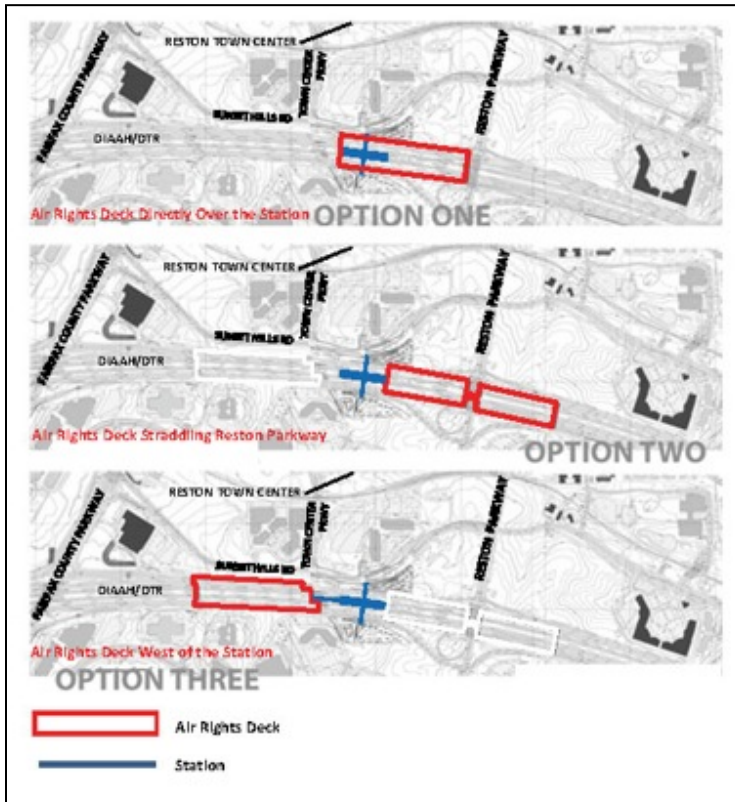 RESTON TOWN CENTER
FAIRFAX COUNTY PARKWAY
TOWN CENTER
PKWY
SUNSET HILLS RD
RESTON PARKWAY
DIAAH/DTR
Air Rights Deck Directly Over the Station
OPTION ONE
RESTON TOWN CENTER
FAIRFAX COUNTY PARKWAY
TOWN CENTER
PKWY
SUNSET HILLS RD
RESTON PARKWAY
DIAAH/DTR
Air Rights Deck Straddling Reston Parkway
OPTION TWO
RESTON TOWN CENTER
FAIRFAX COUNTY PARKWAY
TOWN CENTER
PKWY
SUNSET HILLS RD
RESTON PARKWAY
DIAAH/DTR
Air Rights Deck West of the Station
OPTION THREE
Air Rights Deck
Station